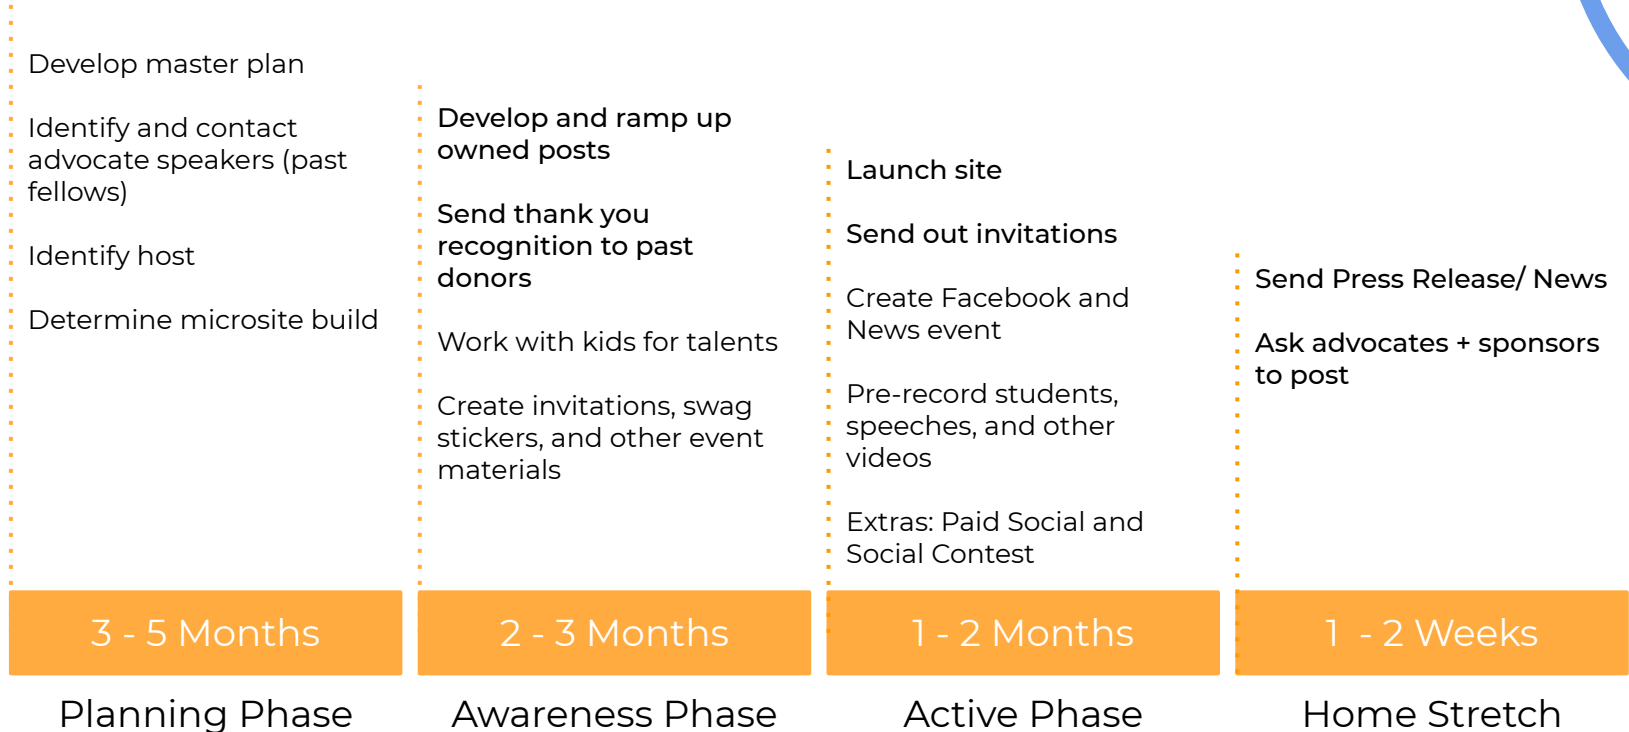 Develop master plan
Identify and contact
advocate speakers (past
fellows)
Identify host
Determine microsite build
3 - 5 Months
Planning Phase
Develop and ramp up
owned posts
Send thank you
recognition to past
donors
Work with kids for talents
Create invitations, swag
stickers, and other event
materials
2 - 3 Months
Awareness Phase
Launch site
Send out invitations
Create Facebook and
News event
Pre-record students,
speeches, and other
videos
Extras: Paid Social and
Social Contest
1 - 2 Months
Active Phase
Send Press Release/ News
Ask advocates + sponsors
to post
1 - 2 Weeks
Home Stretch